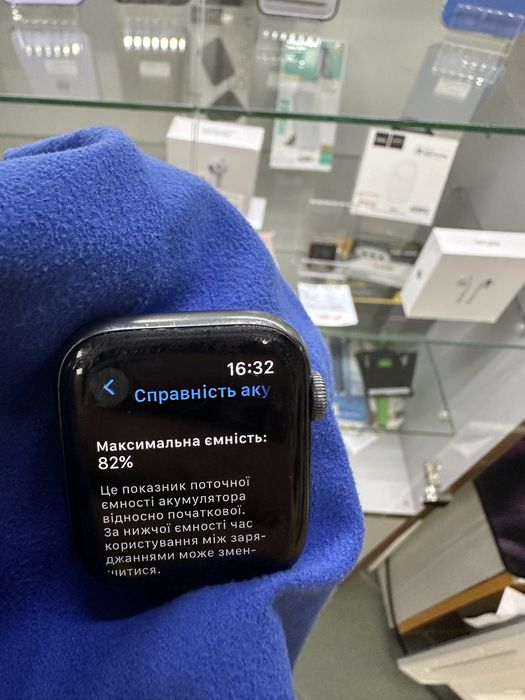 16:32
Справність аку
Максимальна ємність:
82%
Це показник поточної
ємності акумулятора
відносно початкової.
За нижчої ємності час
користування між заря-
джаннями може змен-
шитися.